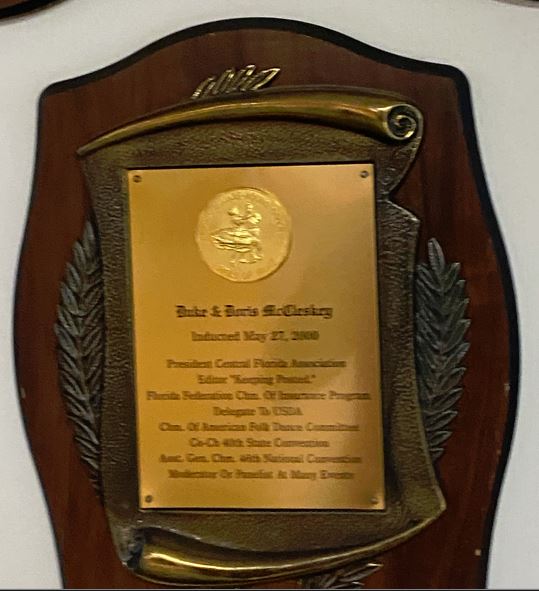 Duke & Doris McCleskey
Inducted May 27, 2000
President Central Florida Association
Editor "Keeping Posted."
Florida Federation Chm. Of Insurance Program
Delegate To USDA
Chm. Of American Folk Dance Committee
Co-Ch 40th State Convention
Asst. Gen. Chm. 46th National Convention
Moderator Or Panelist At Many Events